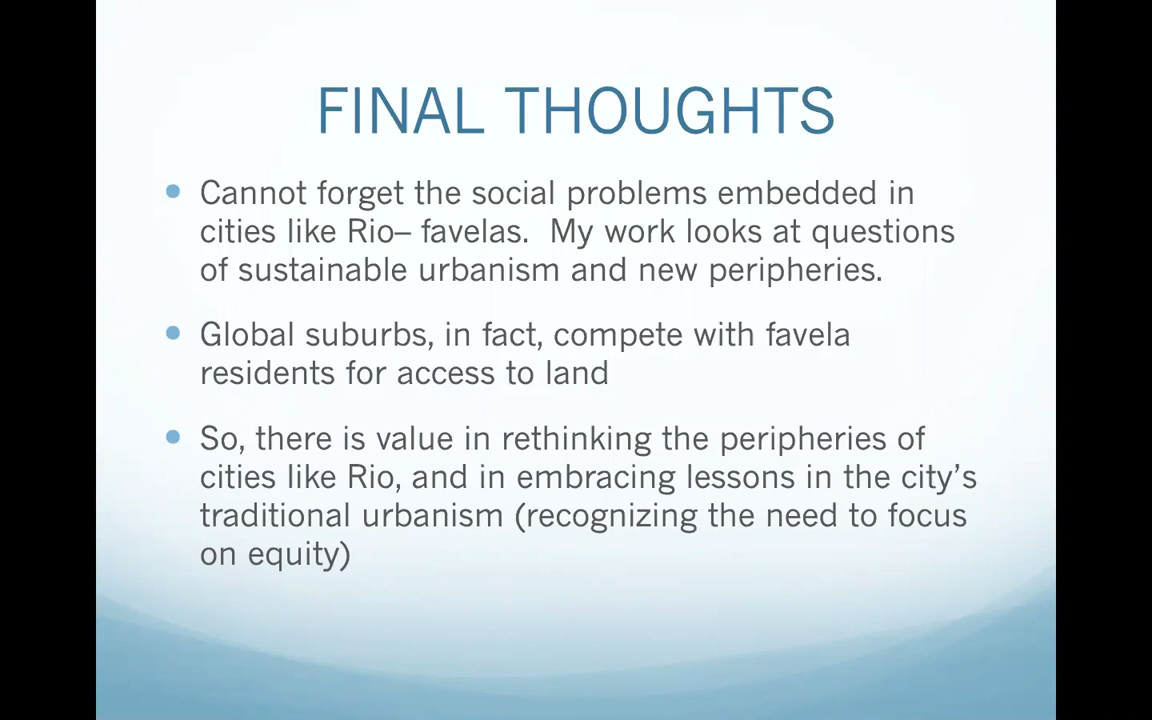 FINAL THOUGHTS
• Cannot forget the social problems embedded in
cities like Rio– favelas.  My work looks at questions
of sustainable urbanism and new peripheries.
• Global suburbs, in fact, compete with favela
residents for access to land
• So, there is value in rethinking the peripheries of
cities like Rio, and in embracing lessons in the city’s
traditional urbanism (recognizing the need to focus
on equity)